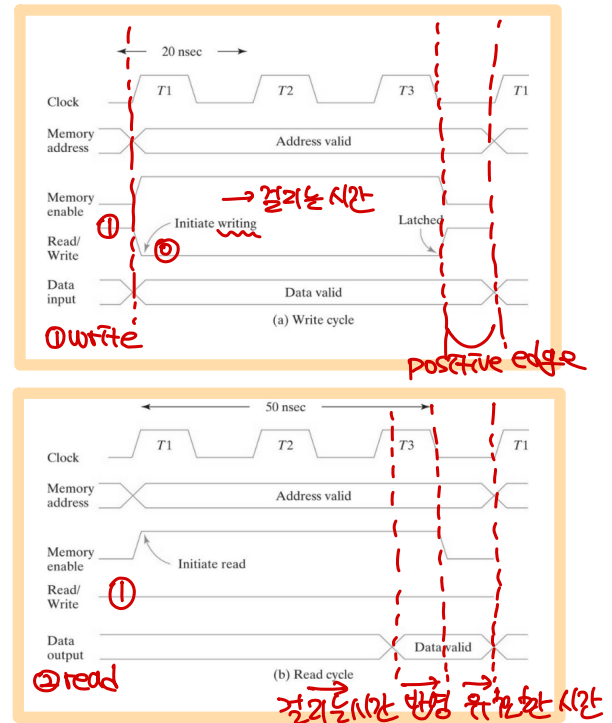 20 nsec
Clock T1 T2 T3 T1
Memory
address Address valid
Memory
enable → 걸리는 시간
① Initiate writing Latched
Read/
Write ⓪
Data
input Data valid
(a) Write cycle
① write
positive edge
50 nsec
Clock T1 T2 T3 T1
Memory
address Address valid
Memory
enable Initiate read
Read/
Write ①
Data
output Data valid
(b) Read cycle
② read
걸리는 시간 반영 유효한 시간